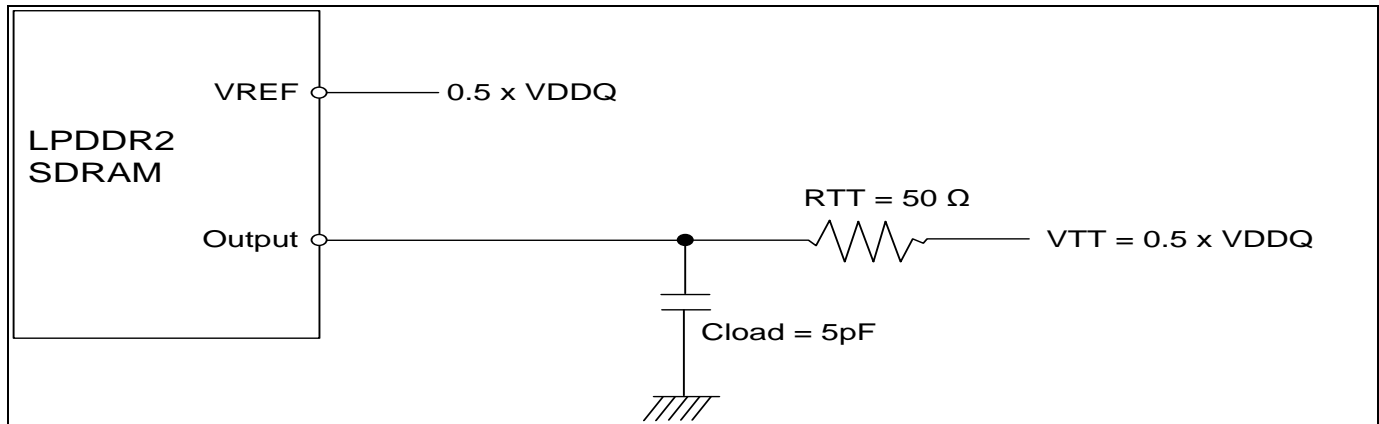 VREF
0.5 x VDDQ
LPDDR2
SDRAM
RTT = 50 Ω
Output
VTT = 0.5 x VDDQ
Cload = 5pF